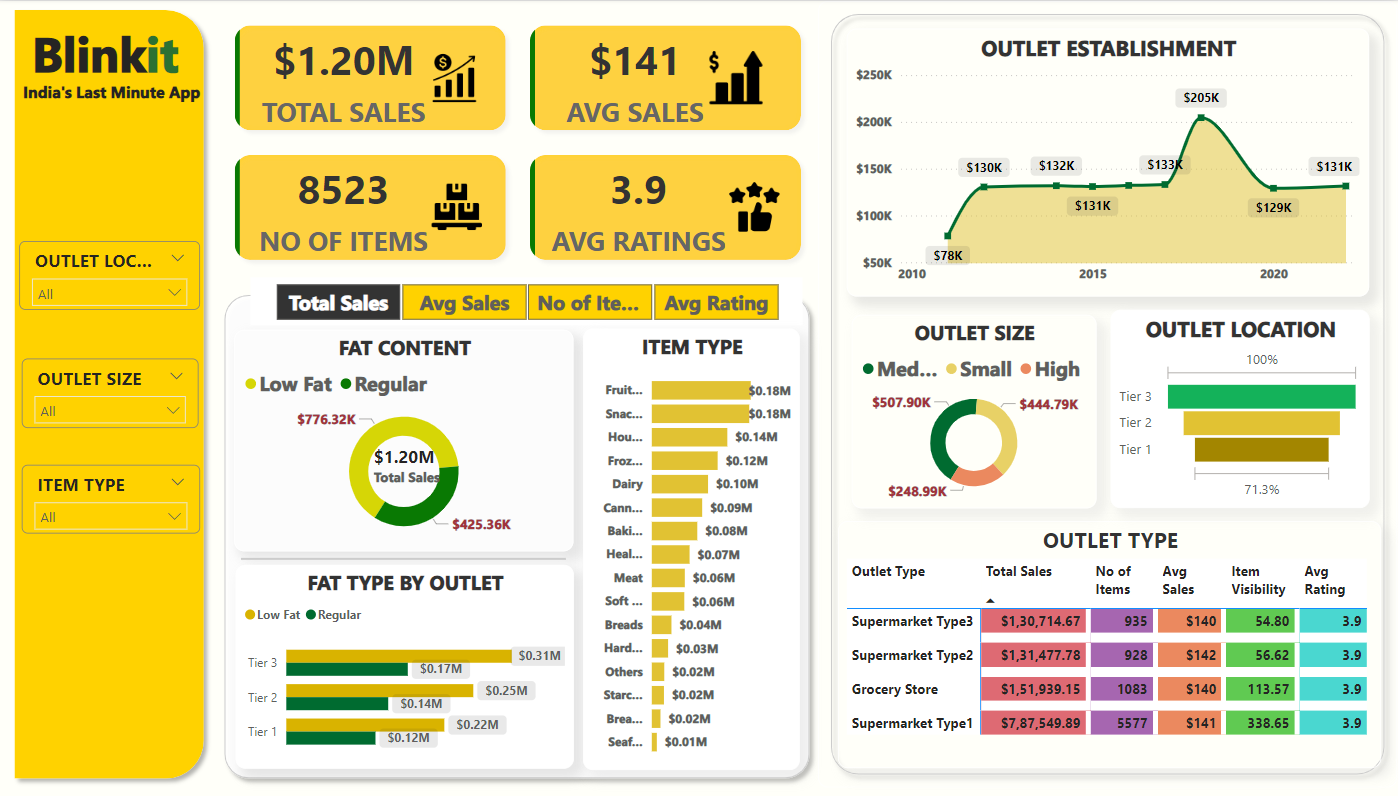 Blinkit
India's Last Minute App
OUTLET LOC...
All
OUTLET SIZE
All
ITEM TYPE
All
$1.20M
TOTAL SALES
$141
AVG SALES
8523
NO OF ITEMS
3.9
AVG RATINGS
Total Sales
Avg Sales
No of Ite...
Avg Rating
FAT CONTENT
Low Fat Regular
$776.32K
$1.20M
Total Sales
$425.36K
FAT TYPE BY OUTLET
Low Fat Regular
Tier 3 $0.31M
$0.17M
Tier 2 $0.25M
$0.14M
Tier 1 $0.22M
$0.12M
ITEM TYPE
Fruit... $0.18M
Snac... $0.18M
Hou... $0.14M
Froz... $0.12M
Dairy $0.10M
Cann... $0.09M
Baki... $0.08M
Heal... $0.07M
Meat $0.06M
Soft ... $0.06M
Breads $0.04M
Hard... $0.03M
Others $0.02M
Starc... $0.02M
Brea... $0.02M
Seaf... $0.01M
OUTLET ESTABLISHMENT
$250K
$200K
$150K
$100K
$50K
$78K
$130K
$132K
$131K
$133K
$205K
$129K
$131K
2010 2015 2020
OUTLET SIZE
Med... Small High
$507.90K
$444.79K
$248.99K
OUTLET LOCATION
100%
Tier 3
Tier 2
Tier 1
71.3%
OUTLET TYPE
Outlet Type Total Sales No of Items Avg Sales Item Visibility Avg Rating
Supermarket Type3 $1,30,714.67 935 $140 54.80 3.9
Supermarket Type2 $1,31,477.78 928 $142 56.62 3.9
Grocery Store $1,51,939.15 1083 $140 113.57 3.9
Supermarket Type1 $7,87,549.89 5577 $141 338.65 3.9